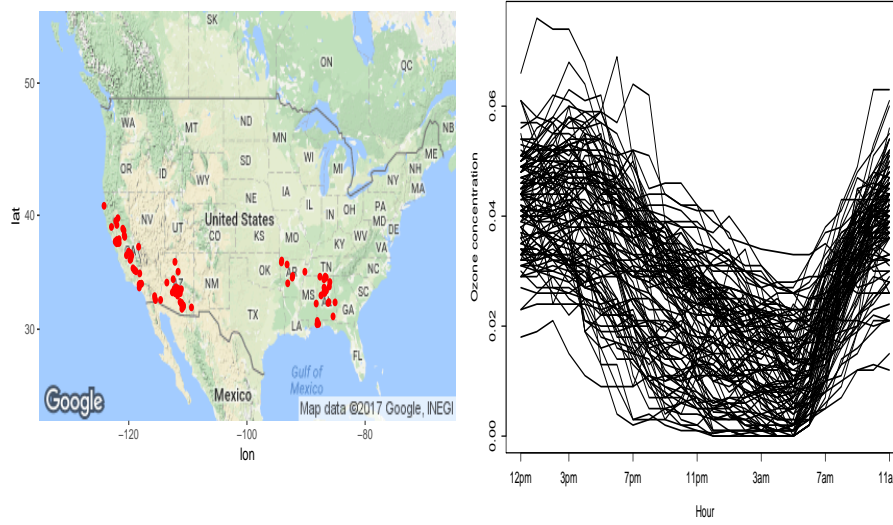 SK
ON
QC
WA
MT
ND
MN
NB
OR
ID
WY
SD
WI
MI
ME
NH
NY
MA
NV
UT
NE
IA
IL
IN
OH
PA
MD
DE
United States
CO
KS
MO
KY
WV
VA
NM
OK
AR
TN
NC
SC
MS
GA
TX
LA
FL
Gulf of
Mexico
Mexico
Google
Map data ©2017 Google, INEGI
50
40
30
lat
−120
−100
−80
lon
0.06
0.04
0.02
0.00
Ozone concentration
12pm
3pm
7pm
11pm
3am
7am
11a
Hour